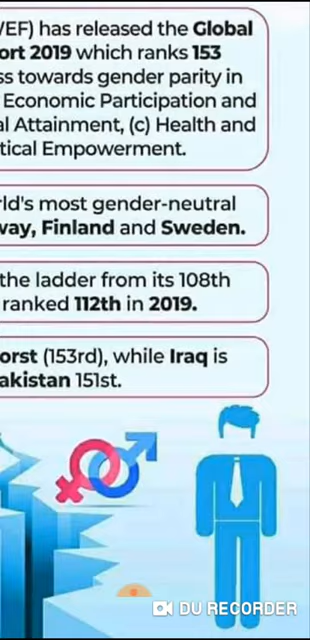 /EF) has released the Global
ort 2019 which ranks 153
ss towards gender parity in
Economic Participation and
al Attainment, (c) Health and
tical Empowerment.
rld's most gender-neutral
way, Finland and Sweden.
the ladder from its 108th
ranked 112th in 2019.
orst (153rd), while Iraq is
akistan 151st.
DU RECORDER